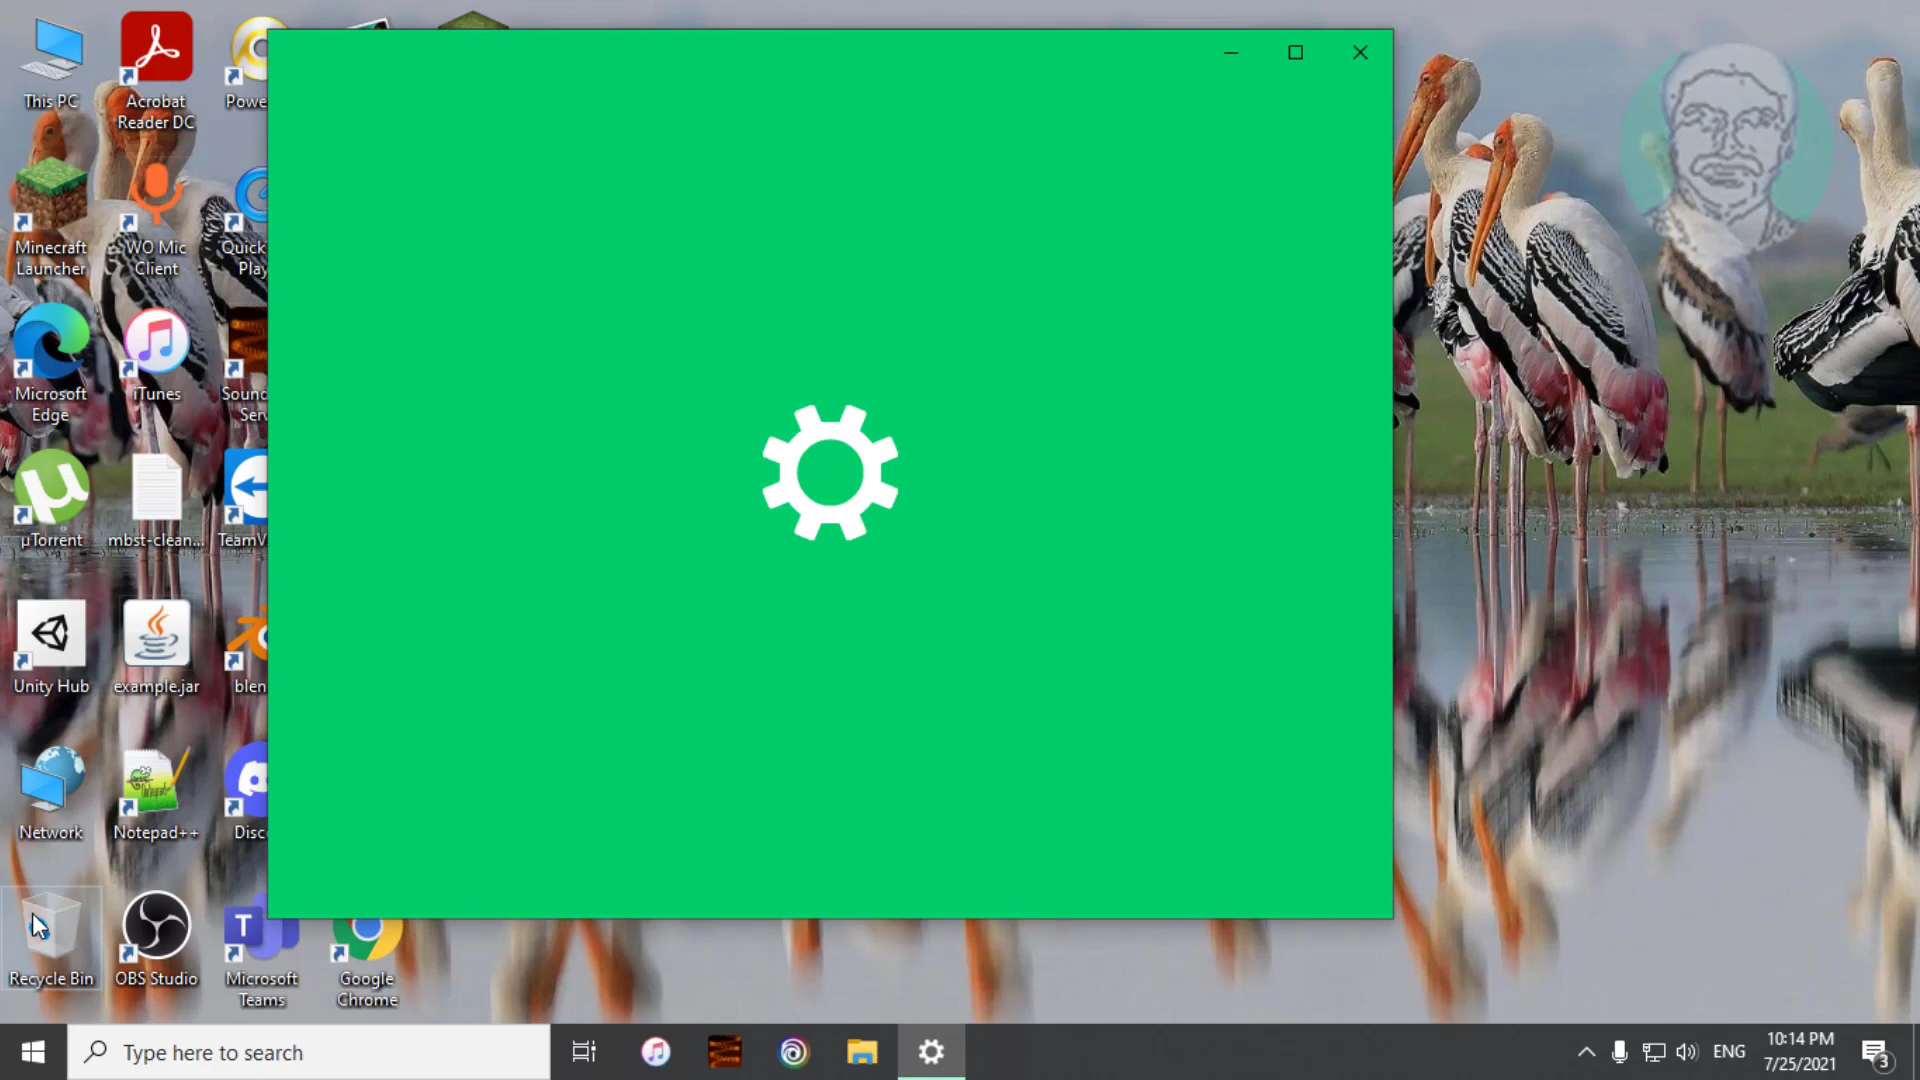 This PC
Acrobat
Reader DC
Powe
Minecraft
Launcher
WO Mic
Client
Quick
Play
Microsoft
Edge
iTunes
Sound
Serv
µTorrent
mbst-clean...
TeamV
Unity Hub
example.jar
blen
Network
Notepad++
Disc
Recycle Bin
OBS Studio
Microsoft
Teams
Google
Chrome
Type here to search
ENG
10:14 PM
7/25/2021
3